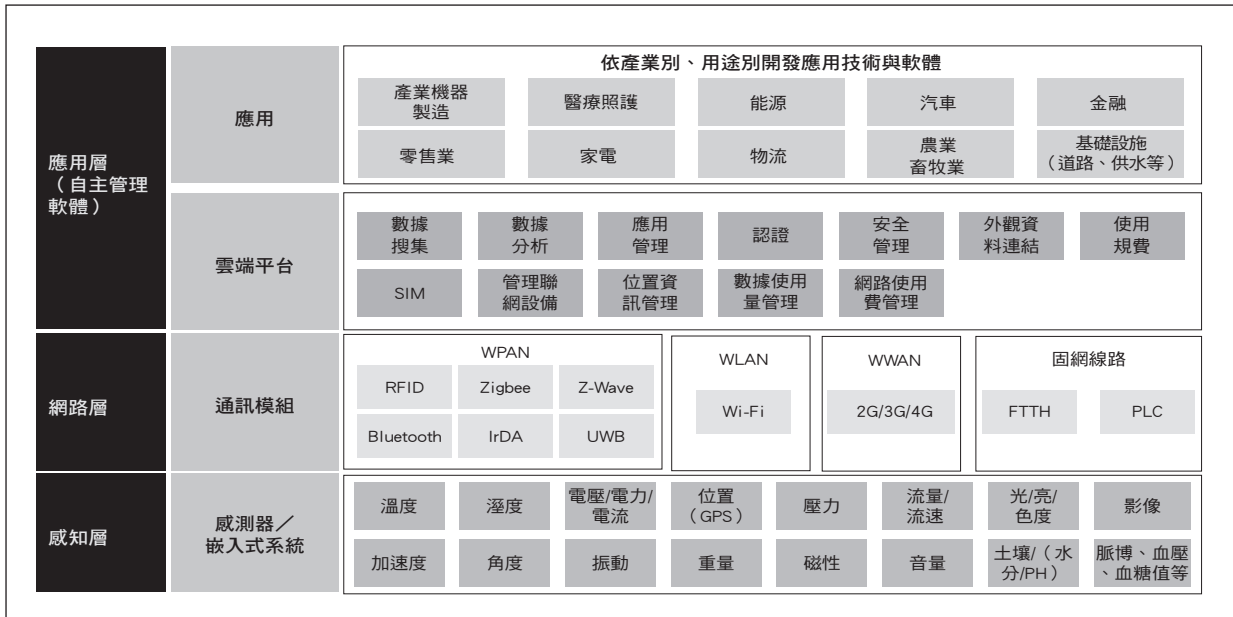 依產業別、用途別開發應用技術與軟體
應用層
（自主管理
軟體）
應用
產業機器
製造
醫療照護
能源
汽車
金融
零售業
家電
物流
農業
畜牧業
基礎設施
（道路、供水等）
雲端平台
數據
搜集
數據
分析
應用
管理
認證
安全
管理
外觀資
料連結
使用
規費
SIM
管理聯
網設備
位置資
訊管理
數據使用
量管理
網路使用
費管理
網路層
通訊模組
WPAN
RFID
Zigbee
Z-Wave
Bluetooth
IrDA
UWB
WLAN
Wi-Fi
WWAN
2G/3G/4G
固網線路
FTTH
PLC
感知層
感測器／
嵌入式系統
溫度
溼度
電壓/電力/
電流
位置
（GPS）
壓力
流量/
流速
光/亮/
色度
影像
加速度
角度
振動
重量
磁性
音量
土壤/（水
分/PH）
脈博、血壓
、血糖值等